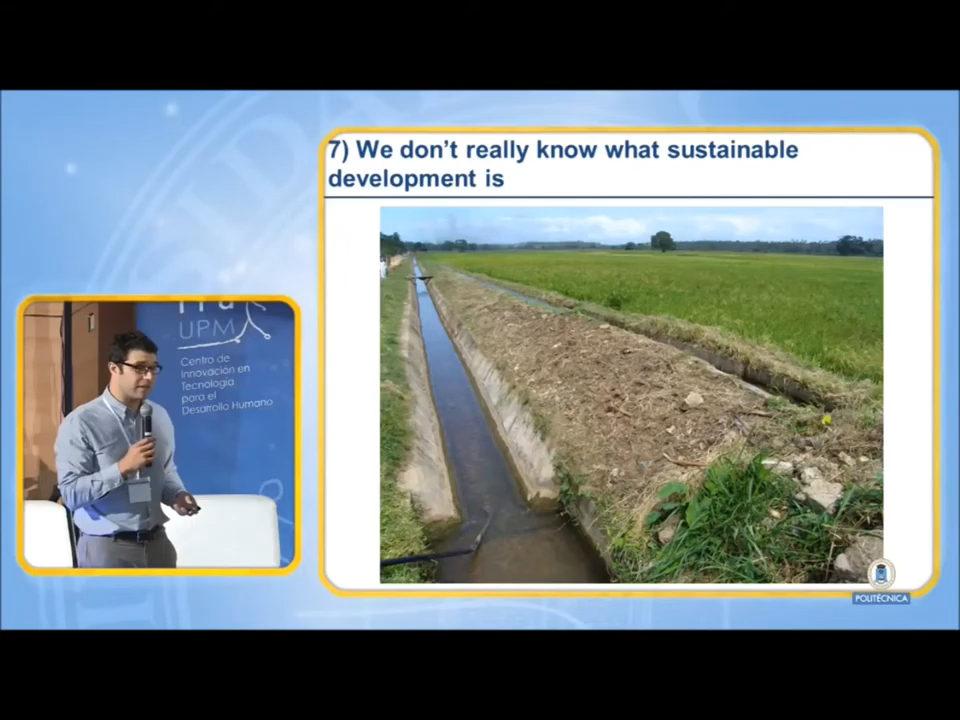 7) We don't really know what sustainable
development is
UPM
Centro de
Innovación en
Tecnología
para el
Desarrollo Humano
POLITÉCNICA